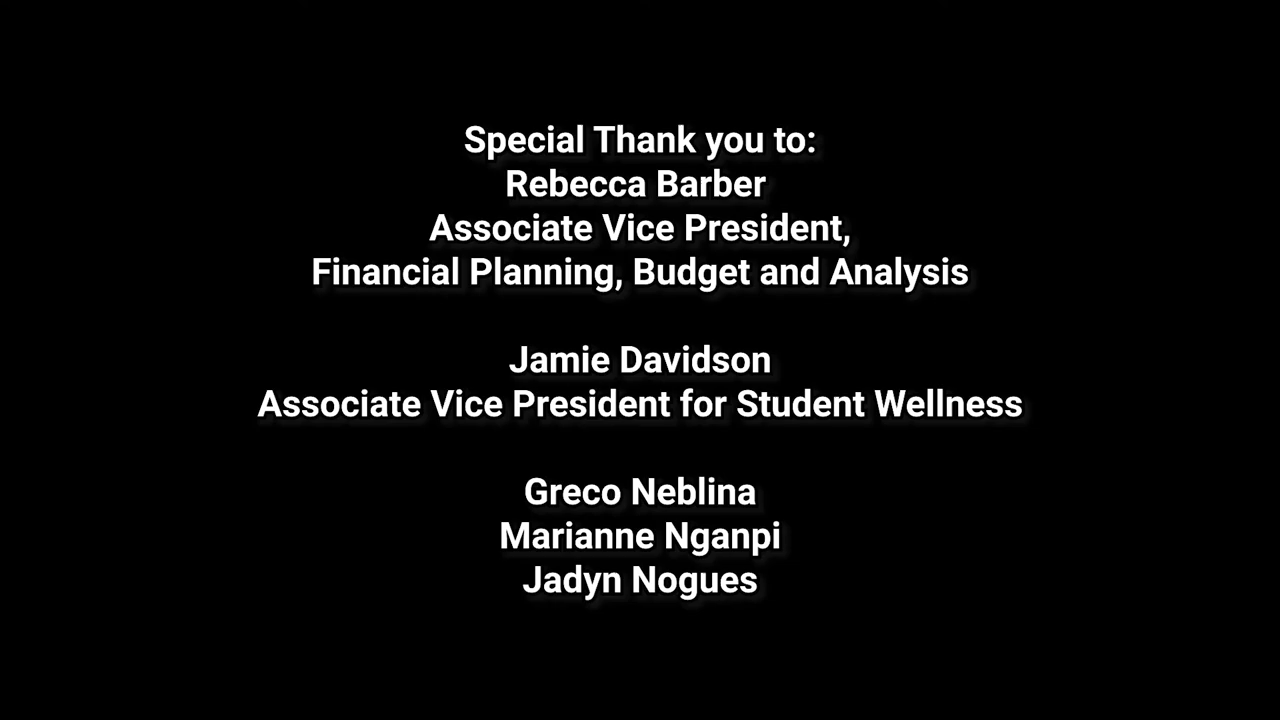 Special Thank you to:
Rebecca Barber
Associate Vice President,
Financial Planning, Budget and Analysis
Jamie Davidson
Associate Vice President for Student Wellness
Greco Neblina
Marianne Nganpi
Jadyn Nogues